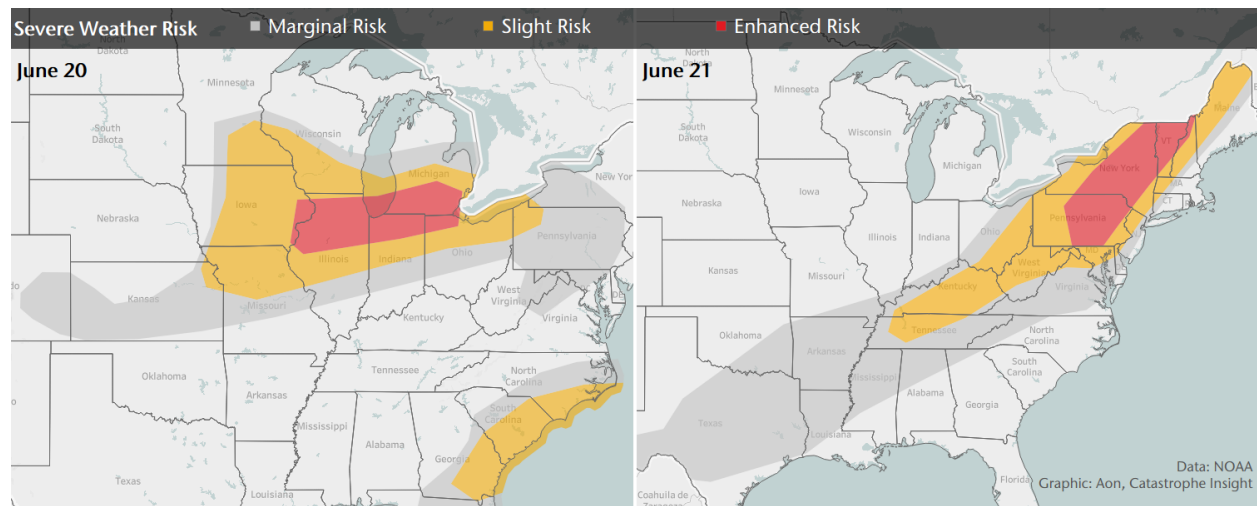 Severe Weather Risk
Marginal Risk
Slight Risk
Enhanced Risk
June 20
North
Dakota
Minnesota
South
Dakota
Wisconsin
Michigan
New Yor
Iowa
Nebraska
Pennsylvania
Illinois
Indiana
Ohio
Kansas
Missouri
West
Virginia
Virginia
DE
Kentucky
Tennessee
North
Carolina
Oklahoma
Arkansas
South
Carolina
Mississippi
Alabama
Georgia
Texas
Louisiana
June 21
North
Dakota
Minnesota
Maine
South
Dakota
Wisconsin
VT
Michigan
New York
MA
CT
Iowa
Nebraska
Pennsylvania
Illinois
Indiana
Ohio
Kansas
Missouri
West
Virginia
Virginia
Kentucky
Tennessee
North
Carolina
Oklahoma
Arkansas
South
Carolina
Mississippi
Alabama
Georgia
Texas
Louisiana
Florida
Coahuila de
Data: NOAA
Graphic: Aon, Catastrophe Insight